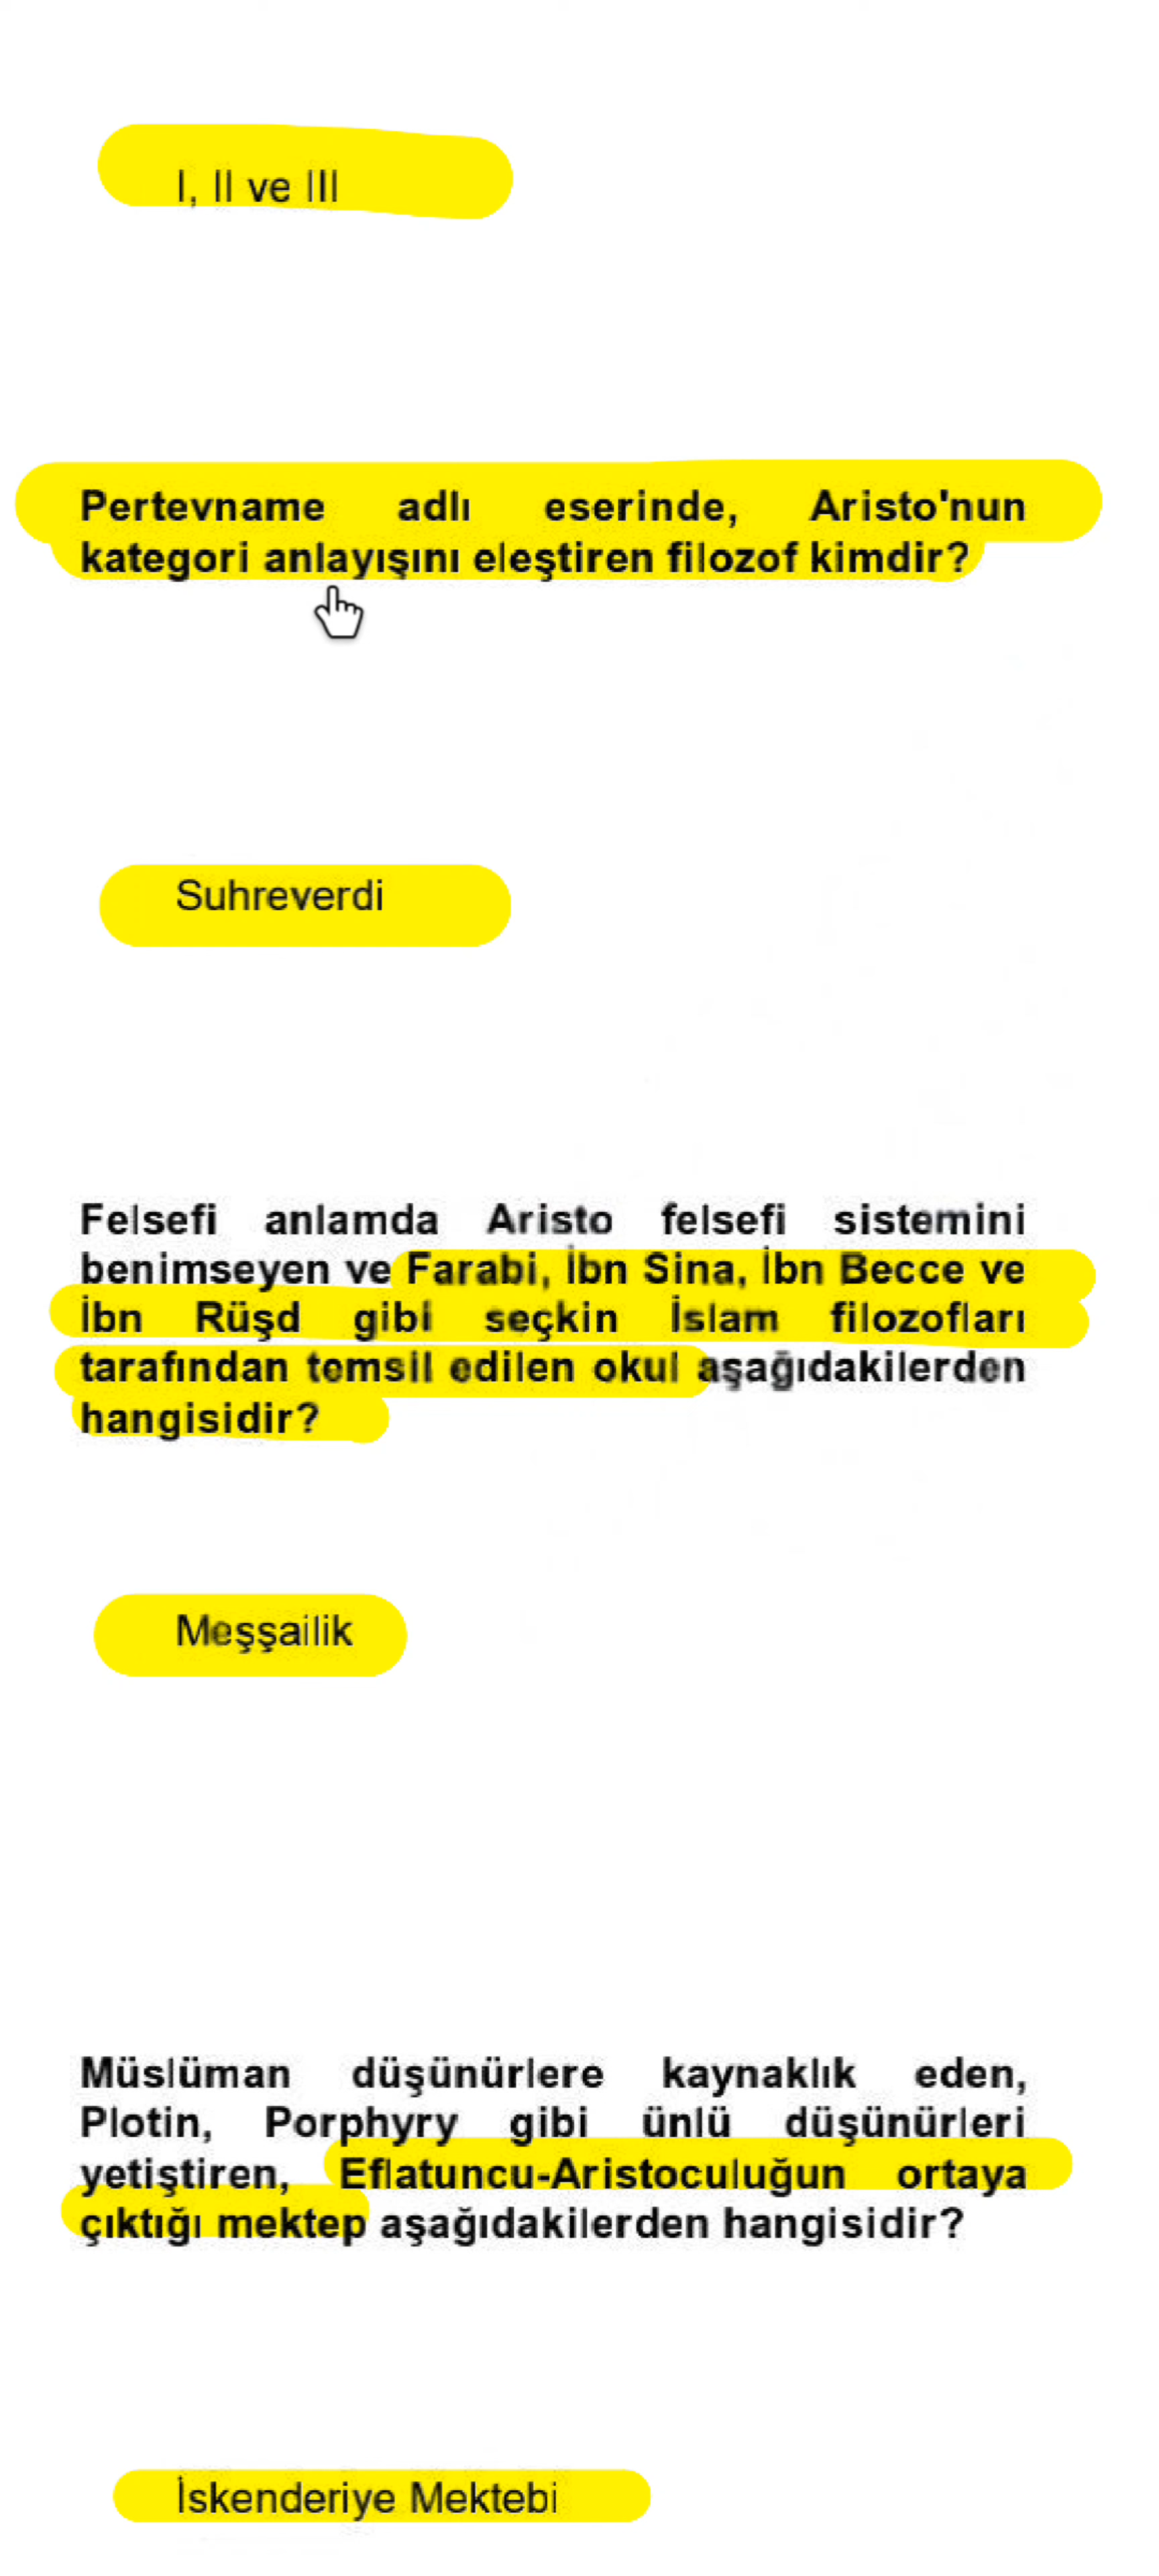 I, II ve III
Pertevname adlı eserinde, Aristo'nun
kategori anlayışını eleştiren filozof kimdir?
Suhreverdi
Felsefi anlamda Aristo felsefi sistemini
benimseyen ve Farabi, İbn Sina, İbn Becce ve
İbn Rüşd gibi seçkin İslam filozofları
tarafından temsil edilen okul aşağıdakilerden
hangisidir?
Meşşailik
Müslüman düşünürlere kaynaklık eden,
Plotin, Porphyry gibi ünlü düşünürleri
yetiştiren, Eflatuncu-Aristoculuğun ortaya
çıktığı mektep aşağıdakilerden hangisidir?
İskenderiye Mektebi